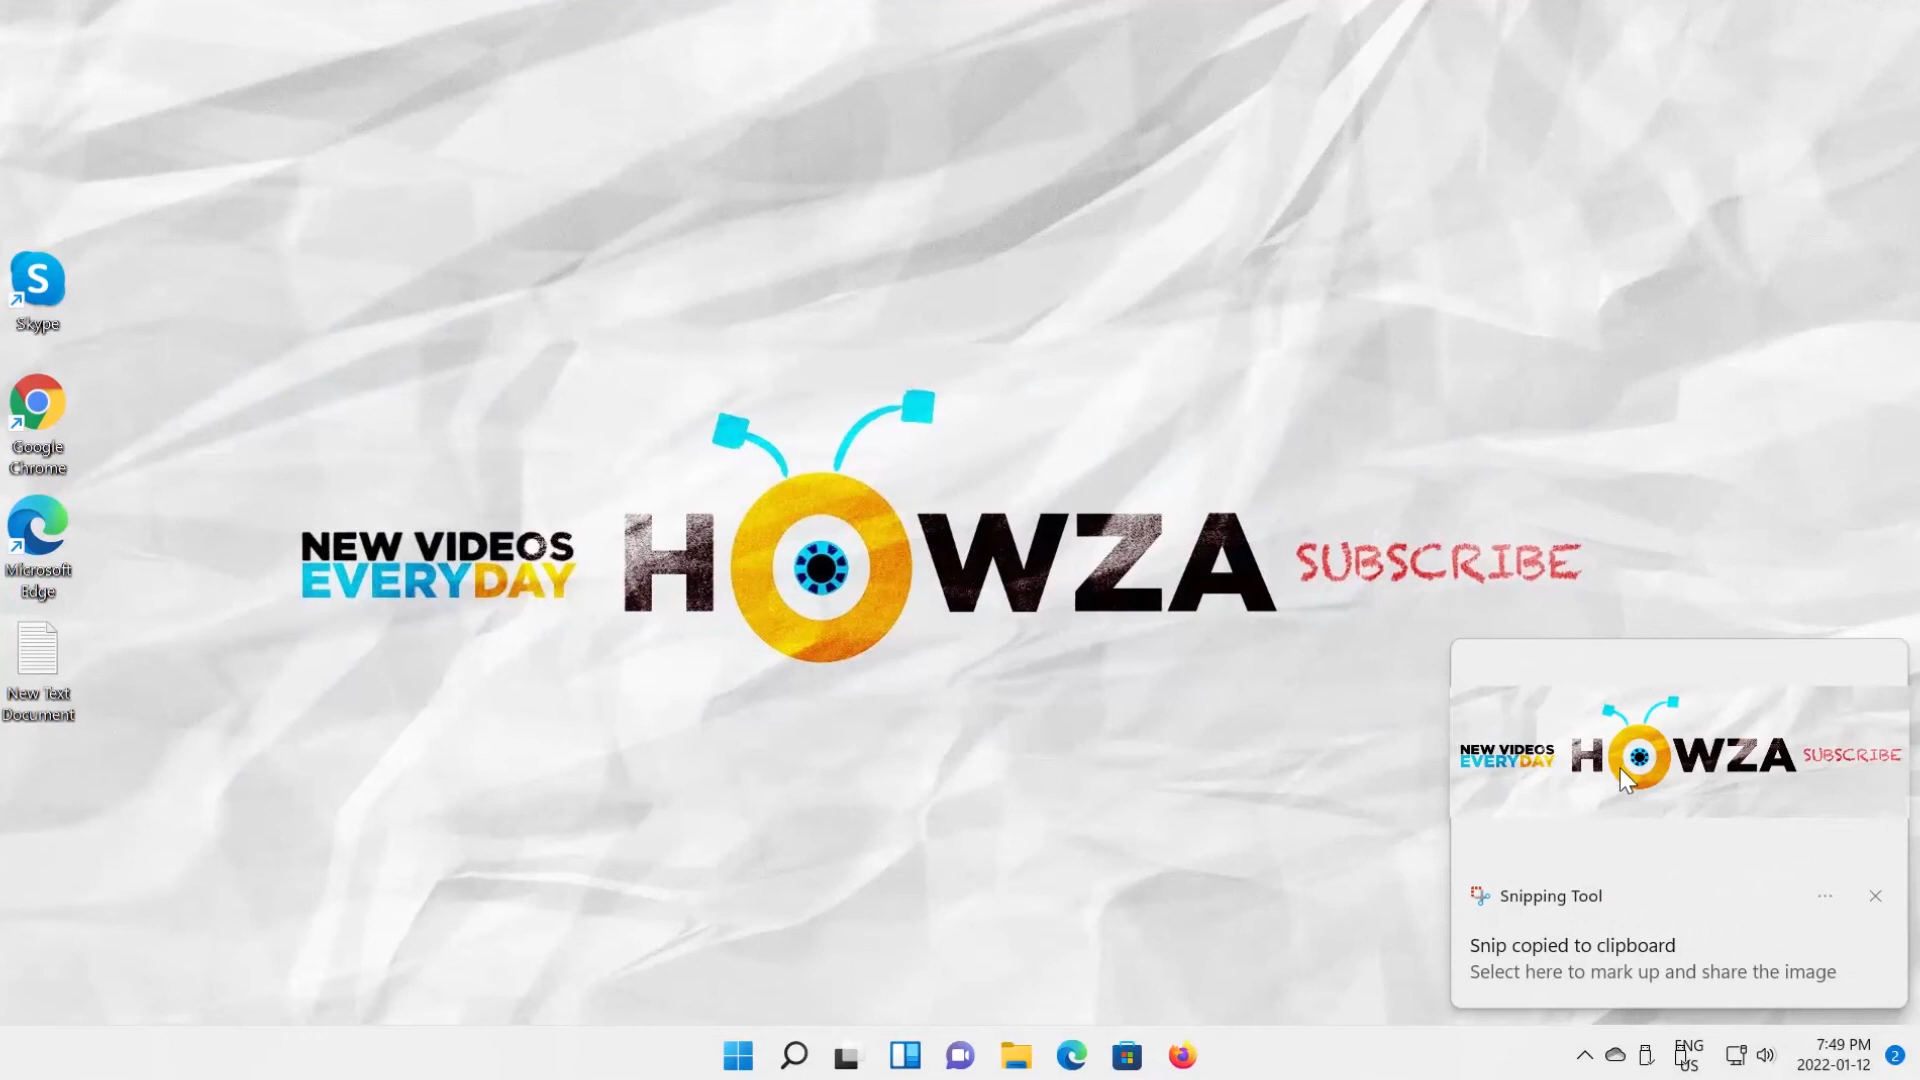 Skype
Google
Chrome
Microsoft
Edge
New Text
Document
NEW VIDEOS
EVERYDAY
HOWZA
SUBSCRIBE
NEW VIDEOS
EVERYDAY
HOWZA
SUBSCRIBE
Snipping Tool
Snip copied to clipboard
Select here to mark up and share the image
ENG
US
7:49 PM
2022-01-12
2